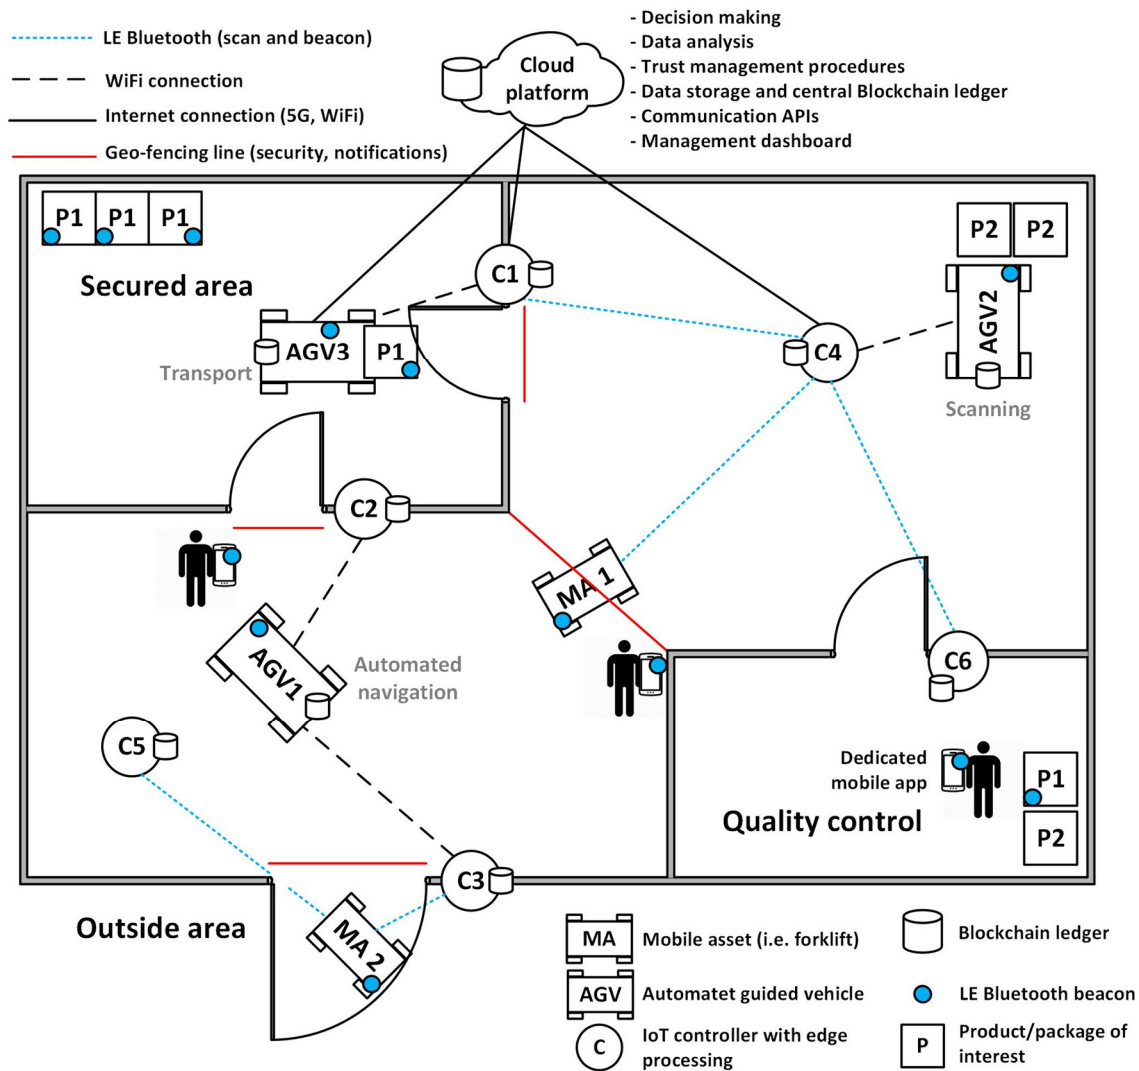 LE Bluetooth (scan and beacon)
WiFi connection
Internet connection (5G, WiFi)
Geo-fencing line (security, notifications)
Cloud
platform
- Decision making
- Data analysis
- Trust management procedures
- Data storage and central Blockchain ledger
- Communication APIs
- Management dashboard
P1 P1 P1
P2 P2
Secured area
C1
AGV2
AGV3
P1
C4
Transport
Scanning
C2
MA 1
AGV1
Automated
navigation
C6
C5
Dedicated
mobile app
P1
Quality control
P2
C3
Outside area
MA 2
MA
Mobile asset (i.e. forklift)
Blockchain ledger
AGV
Automatet guided vehicle
LE Bluetooth beacon
C
IoT controller with edge
processing
P
Product/package of
interest